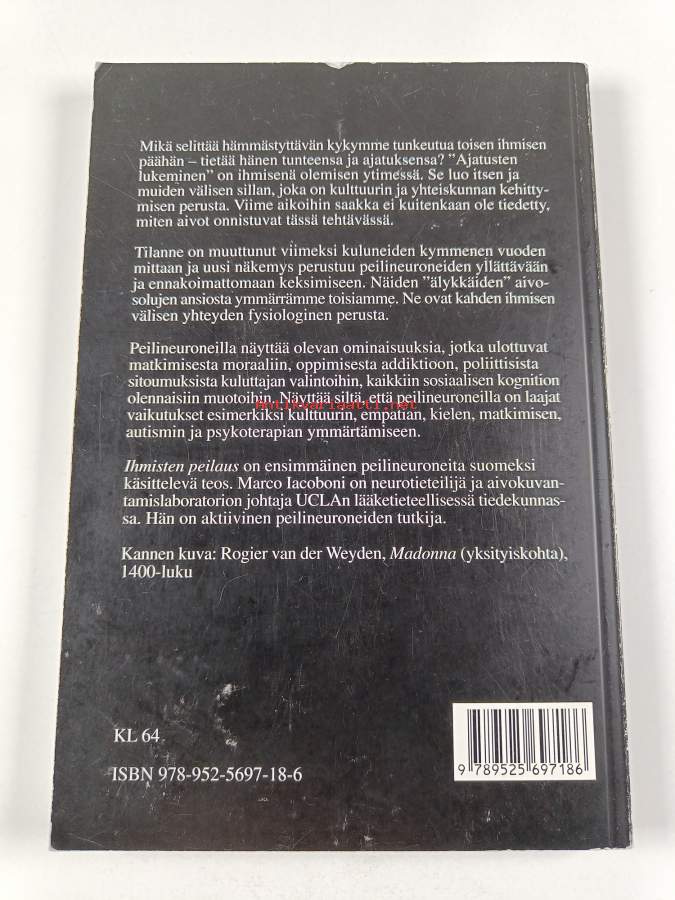 Mikä selittää hämmästyttävän kykymme tunkeutua toisen ihmisen
päähän – tietää hänen tunteensa ja ajatuksensa? ”Ajatusten
lukeminen” on ihmisenä olemisen ytimessä. Se luo itsen ja
muiden välisen sillan, joka on kulttuurin ja yhteiskunnan kehitty-
misen perusta. Viime aikoihin saakka ei kuitenkaan ole tiedetty,
miten aivot onnistuvat tässä tehtävässä.
Tilanne on muuttunut viimeksi kuluneiden kymmenen vuoden
mittaan ja uusi näkemys perustuu peilineuroneiden yllättävään
ja ennakoimattomaan keksimiseen. Näiden ”älykkäiden” aivo-
solujen ansiosta ymmärrämme toisiamme. Ne ovat kahden ihmisen
välisen yhteyden fysiologinen perusta.
Peilineuroneilla näyttää olevan ominaisuuksia, jotka ulottuvat
matkimisesta moraaliin, oppimisesta addiktioon, poliittisista
sitoumuksista kuluttajan valintoihin, kaikkiin sosiaalisen kognition
olennaisiin muotoihin. Näyttää siltä, että peilineuroneilla on laajat
Antikvariaatti.net
vaikutukset esimerkiksi kulttuurin, empatian, kielen, matkimisen,
autismin ja psykoterapian ymmärtämiseen.
Ihmisten peilaus on ensimmäinen peilineuroneita suomeksi
käsittelevä teos. Marco Iacoboni on neurotieteilijä ja aivokuvan-
tamislaboratorion johtaja UCLAn lääketieteellisessä tiedekunnas-
sa. Hän on aktiivinen peilineuroneiden tutkija.
Kannen kuva: Rogier van der Weyden, Madonna (yksityiskohta),
1400-luku
KL 64
ISBN 978-952-5697-18-6
9 789525 697186